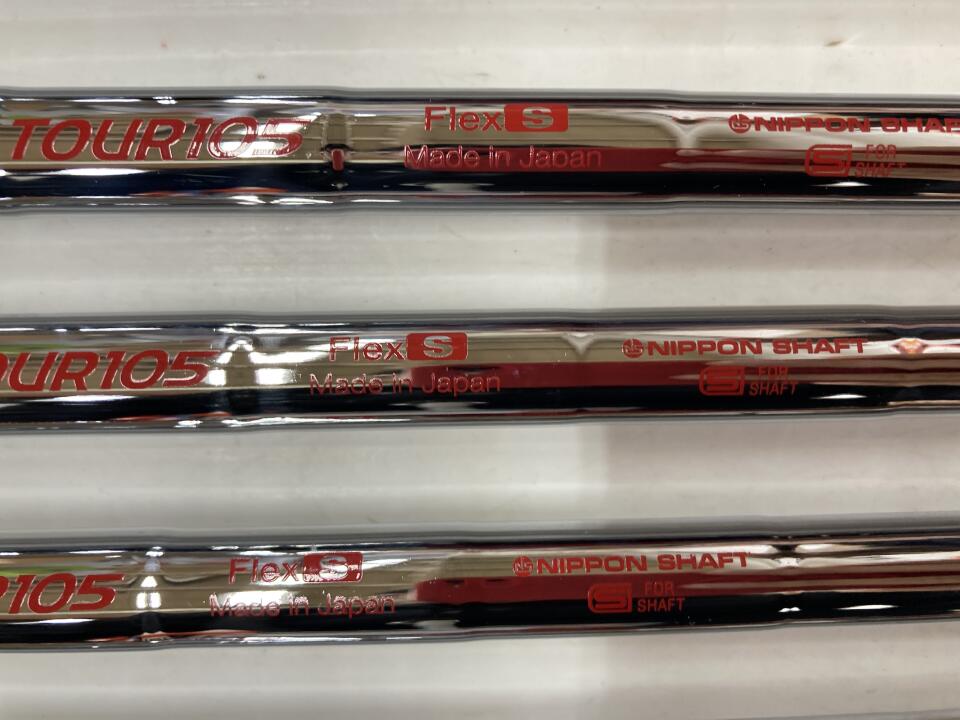 TOUR105 Flex S NIPPON SHAF
Made in Japan S FOR SHAFT
OUR105 Flex S NIPPON SHAFT
Made in Japan S FOR SHAFT
R105 Flex S NIPPON SHAFT
Made in Japan S FOR SHAFT